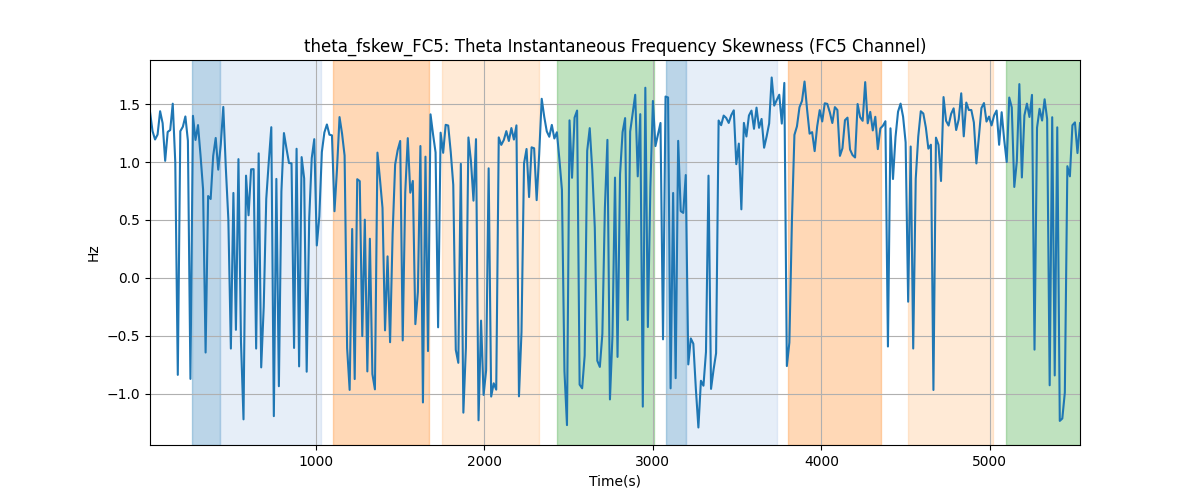 theta_fskew_FC5: Theta Instantaneous Frequency Skewness (FC5 Channel)
Hz
1.5
1.0
0.5
0.0
−0.5
−1.0
1000 2000 3000 4000 5000
Time(s)